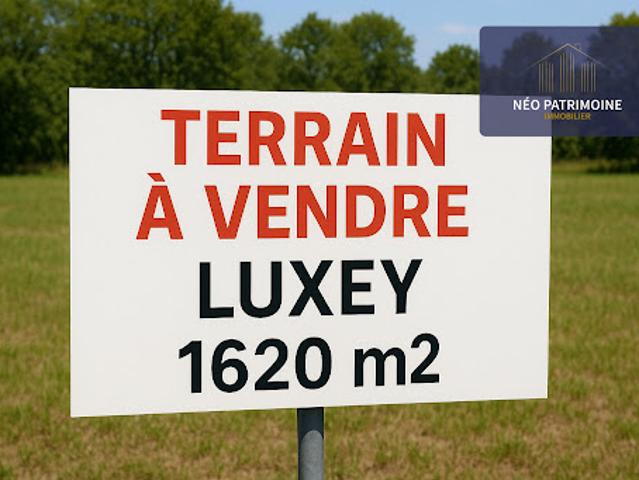 TERRAIN
À VENDRE
LUXEY
1620 m2
NÉO PATRIMOINE
IMMOBILIER